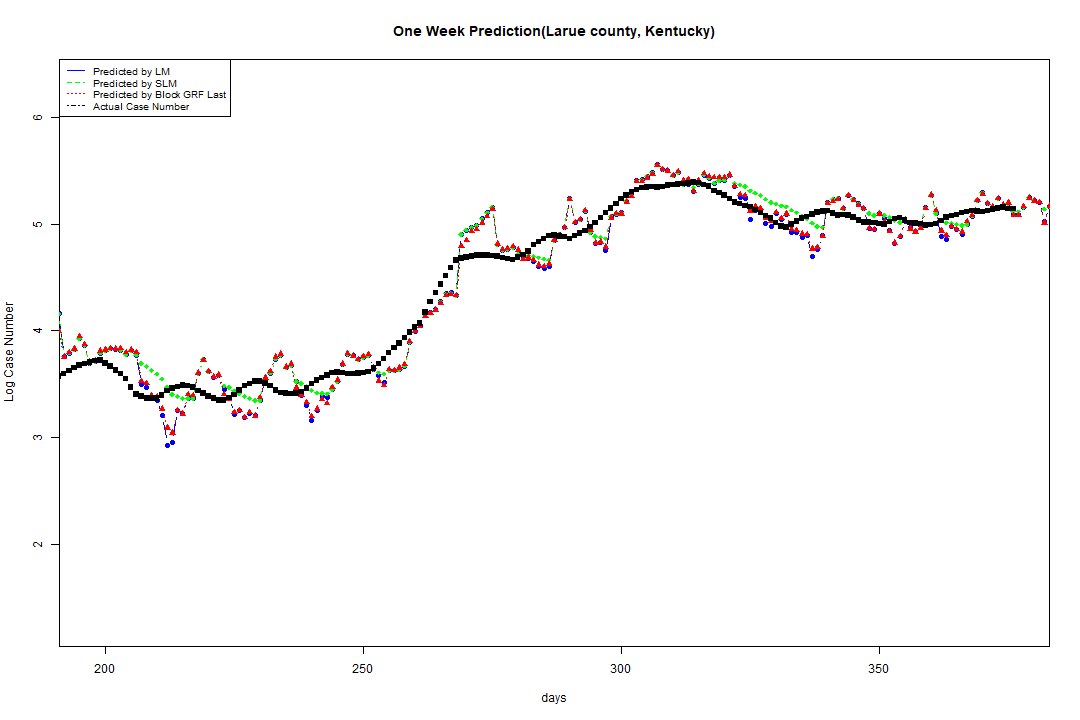 One Week Prediction(Larue county, Kentucky)
Predicted by LM
Predicted by SLM
Predicted by Block GRF Last
Actual Case Number
6
5
4
3
2
Log Case Number
200 250 300 350
days